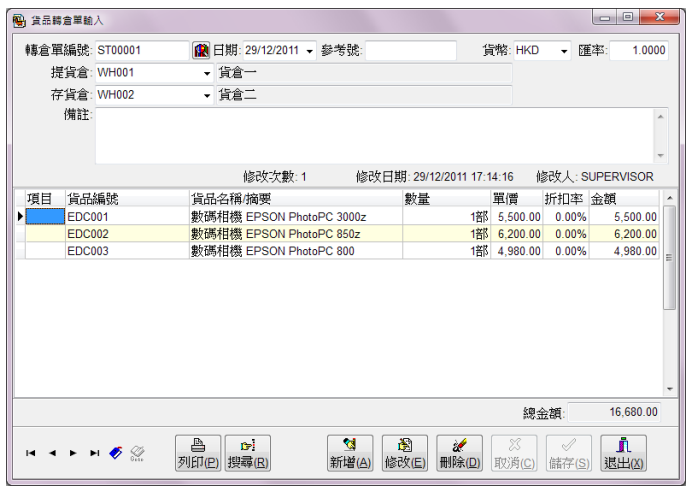 貨品轉倉單輸入
轉倉單編號: ST00001 日期: 29/12/2011 參考號: 貨幣: HKD 匯率: 1.0000
提貨倉: WH001 貨倉一
存貨倉: WH002 貨倉二
備註:
修改次數: 1 修改日期: 29/12/2011 17:14:16 修改人: SUPERVISOR
項目 貨品編號 貨品名稱/摘要 數量 單價 折扣率 金額
EDC001 數碼相機 EPSON PhotoPC 3000z 1部 5,500.00 0.00% 5,500.00
EDC002 數碼相機 EPSON PhotoPC 850z 1部 6,200.00 0.00% 6,200.00
EDC003 數碼相機 EPSON PhotoPC 800 1部 4,980.00 0.00% 4,980.00
總金額: 16,680.00
列印(P) 搜尋(R) 新增(A) 修改(E) 刪除(D) 取消(C) 儲存(S) 退出(X)